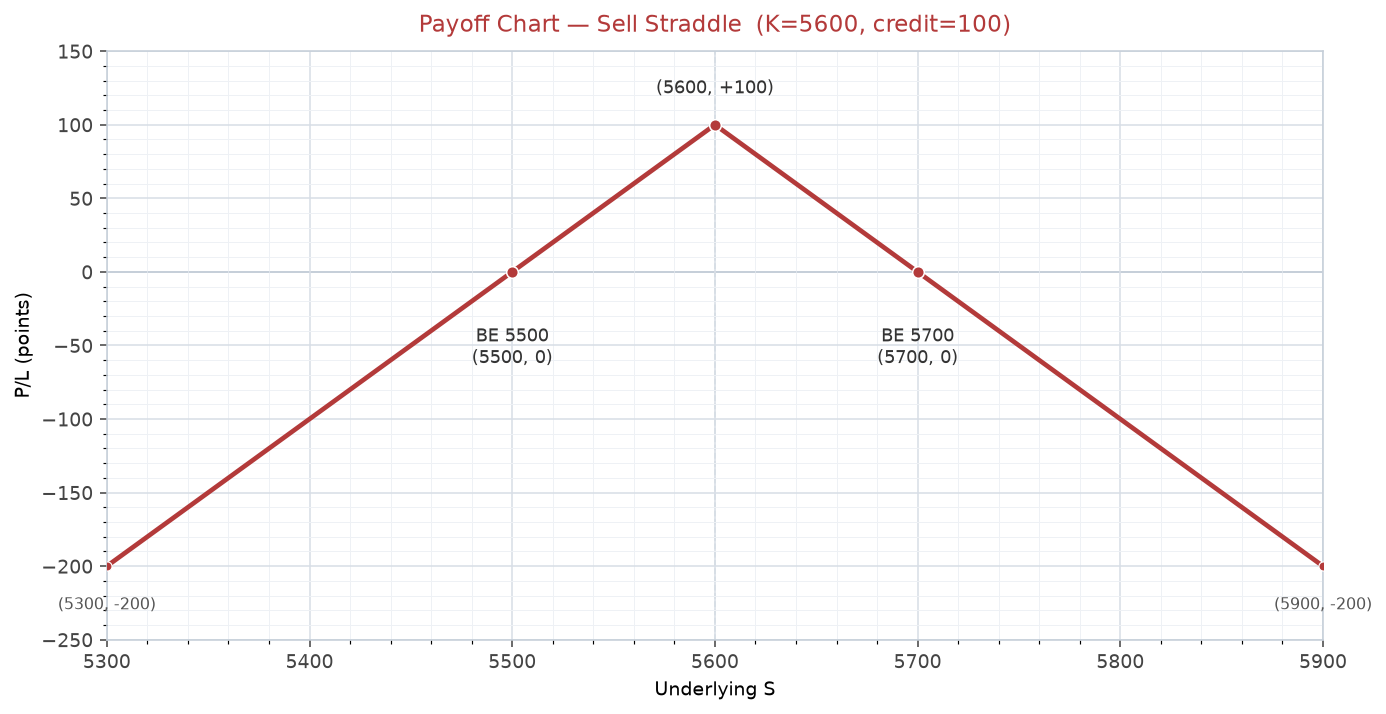 Payoff Chart — Sell Straddle  (K=5600, credit=100)
150
100
50
0
−50
−100
−150
−200
−250
P/L (points)
(5600, +100)
BE 5500
(5500, 0)
BE 5700
(5700, 0)
(5300, -200)
(5900, -200)
5300 5400 5500 5600 5700 5800 5900
Underlying S